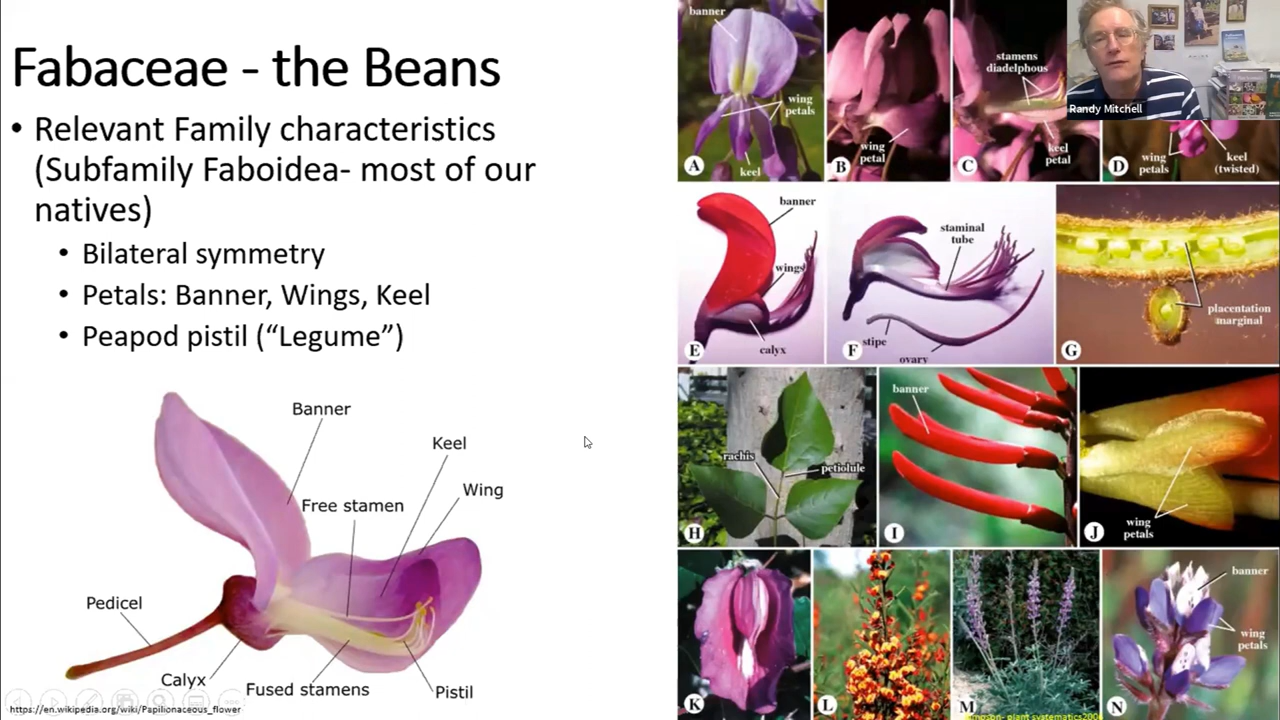 Fabaceae - the Beans
• Relevant Family characteristics
(Subfamily Faboidea- most of our
natives)
• Bilateral symmetry
• Petals: Banner, Wings, Keel
• Peapod pistil (“Legume”)
Banner
Keel
Wing
Free stamen
Pedicel
Calyx
Fused stamens
Pistil
https://en.wikipedia.org/wiki/Papilionaceous_flower
banner
wing
petals
keel
A
wing
petal
B
stamens
diadelphous
keel
petal
C
Randy Mitchell
wing
petals
keel
(twisted)
D
banner
wings
calyx
E
staminal
tube
stipe
ovary
F
placentation
marginal
G
rachis
petiolule
H
banner
I
wing
petals
J
K
L
M
banner
wing
petals
N
plant systematics